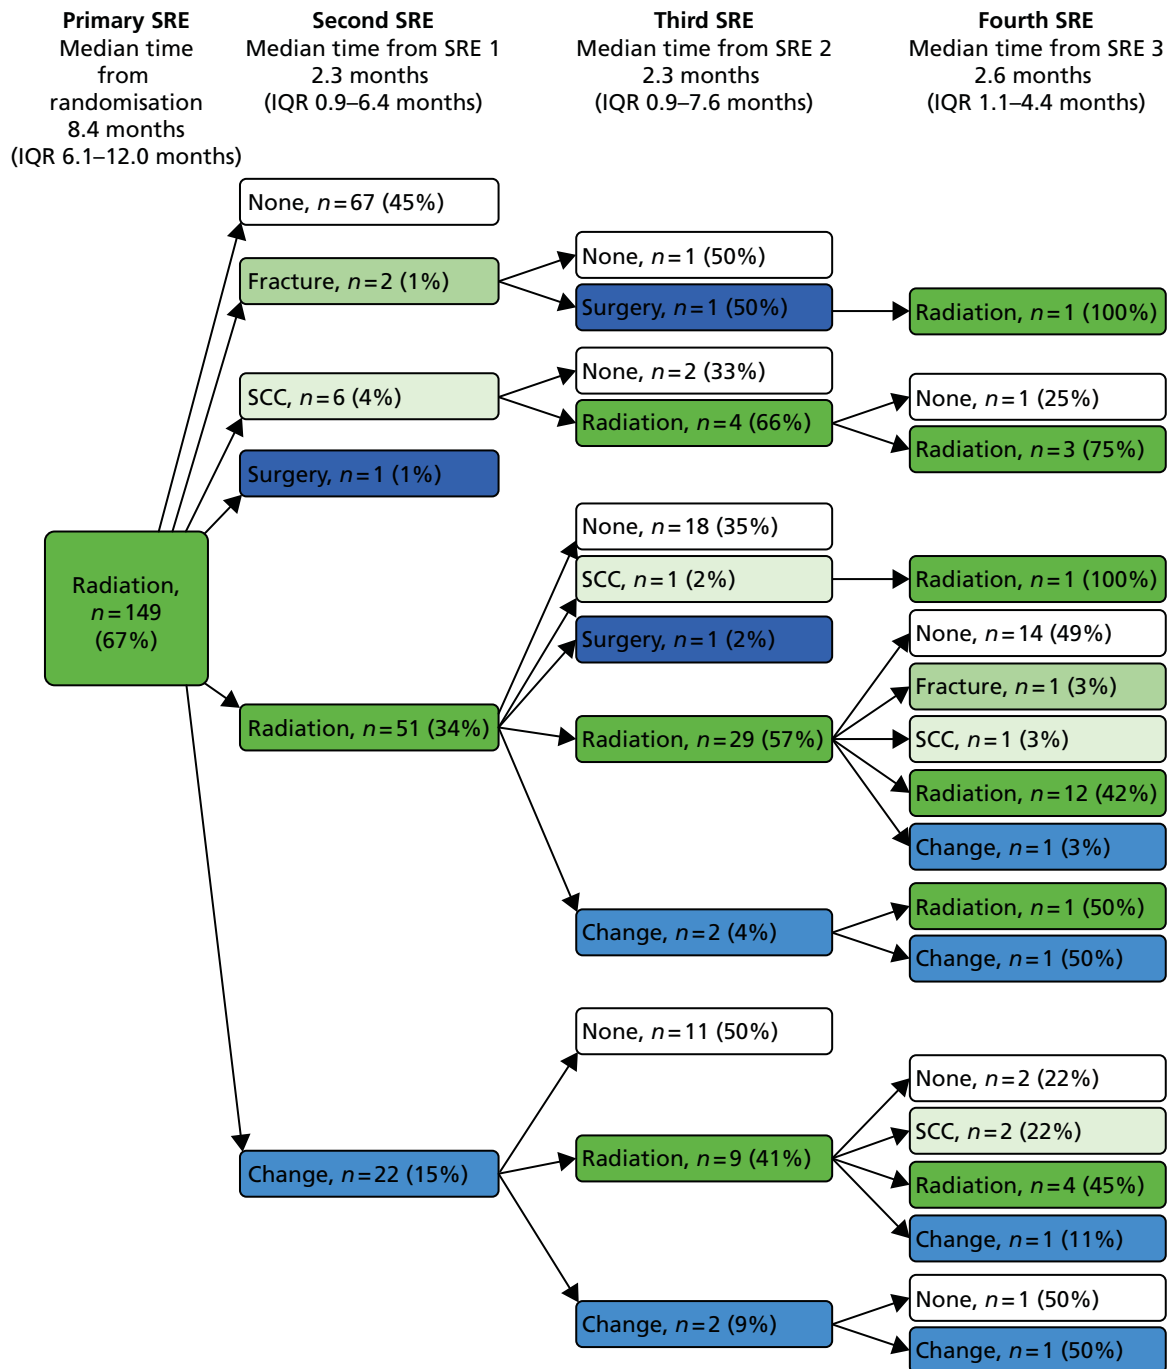 Primary SRE
Median time
from
randomisation
8.4 months
(IQR 6.1–12.0 months)
Second SRE
Median time from SRE 1
2.3 months
(IQR 0.9–6.4 months)
Third SRE
Median time from SRE 2
2.3 months
(IQR 0.9–7.6 months)
Fourth SRE
Median time from SRE 3
2.6 months
(IQR 1.1–4.4 months)
Radiation,
n=149
(67%)
None, n=67 (45%)
Fracture, n=2 (1%)
SCC, n=6 (4%)
Surgery, n=1 (1%)
Radiation, n=51 (34%)
Change, n=22 (15%)
None, n=1 (50%)
Surgery, n=1 (50%)
None, n=2 (33%)
Radiation, n=4 (66%)
None, n=18 (35%)
SCC, n=1 (2%)
Surgery, n=1 (2%)
Radiation, n=29 (57%)
Change, n=2 (4%)
None, n=11 (50%)
Radiation, n=9 (41%)
Change, n=2 (9%)
Radiation, n=1 (100%)
None, n=1 (25%)
Radiation, n=3 (75%)
Radiation, n=1 (100%)
None, n=14 (49%)
Fracture, n=1 (3%)
SCC, n=1 (3%)
Radiation, n=12 (42%)
Change, n=1 (3%)
Radiation, n=1 (50%)
Change, n=1 (50%)
None, n=2 (22%)
SCC, n=2 (22%)
Radiation, n=4 (45%)
Change, n=1 (11%)
None, n=1 (50%)
Change, n=1 (50%)